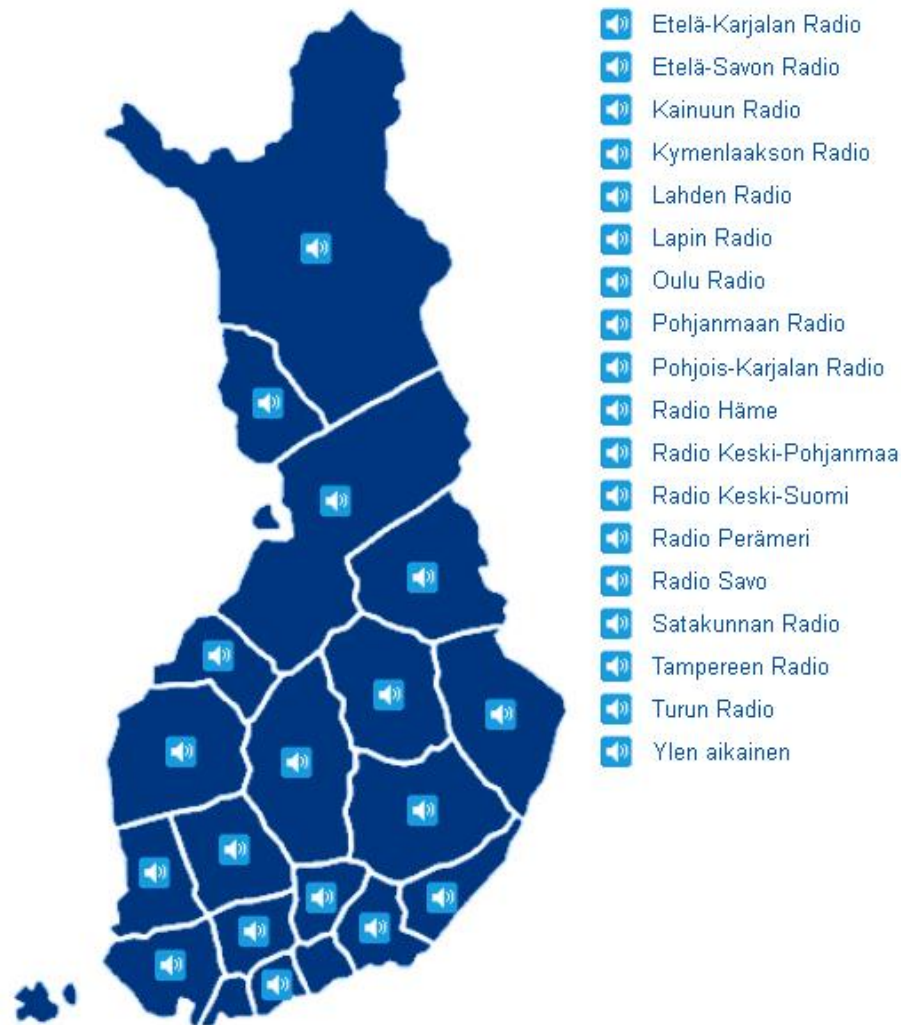 Etelä-Karjalan Radio
Etelä-Savon Radio
Kainuun Radio
Kymenlaakson Radio
Lahden Radio
Lapin Radio
Oulu Radio
Pohjanmaan Radio
Pohjois-Karjalan Radio
Radio Häme
Radio Keski-Pohjanmaa
Radio Keski-Suomi
Radio Perämeri
Radio Savo
Satakunnan Radio
Tampereen Radio
Turun Radio
Ylen aikainen